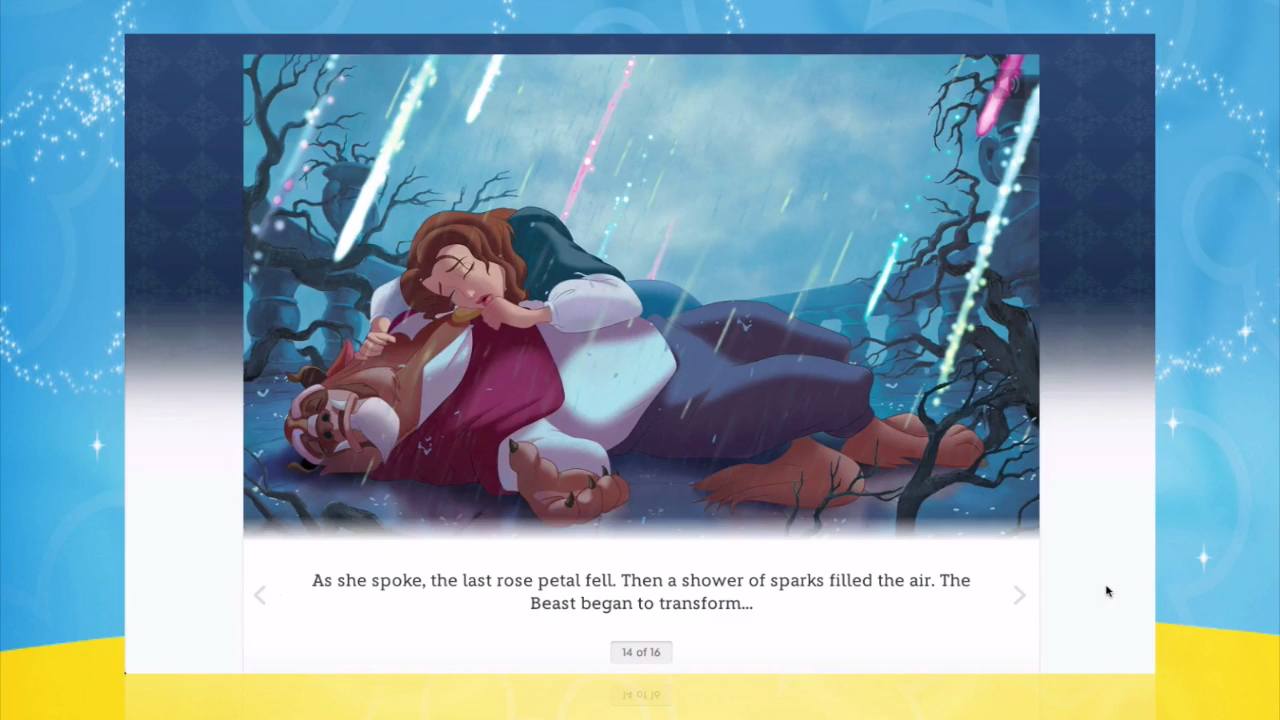 As she spoke, the last rose petal fell. Then a shower of sparks filled the air. The
Beast began to transform...
14 of 16